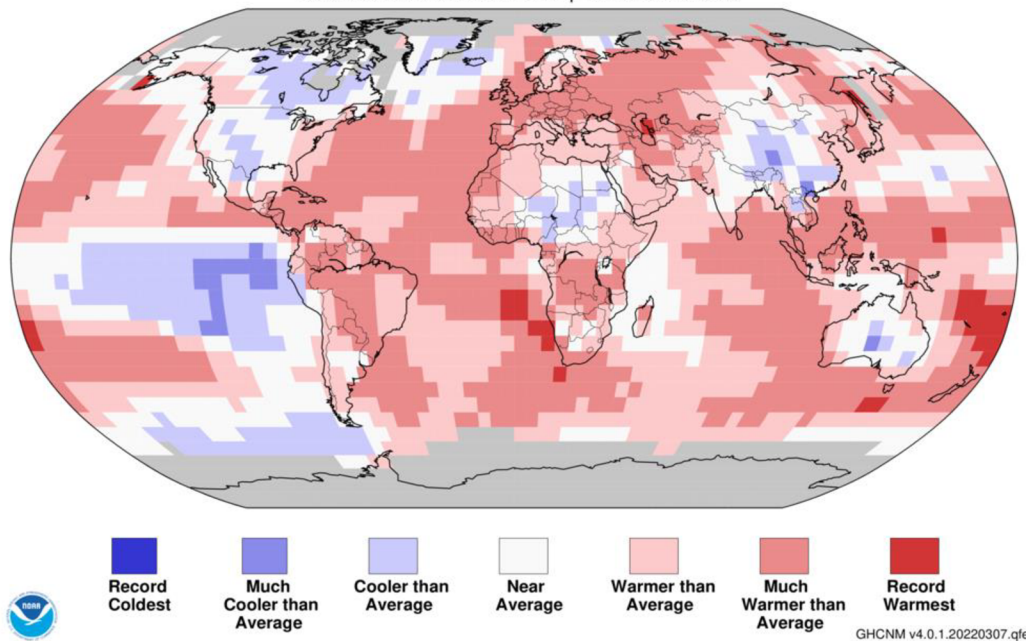 Record
Coldest
Much
Cooler than
Average
Cooler than
Average
Near
Average
Warmer than
Average
Much
Warmer than
Average
Record
Warmest
NOAA
GHCNM v4.0.1.20220307.qfe